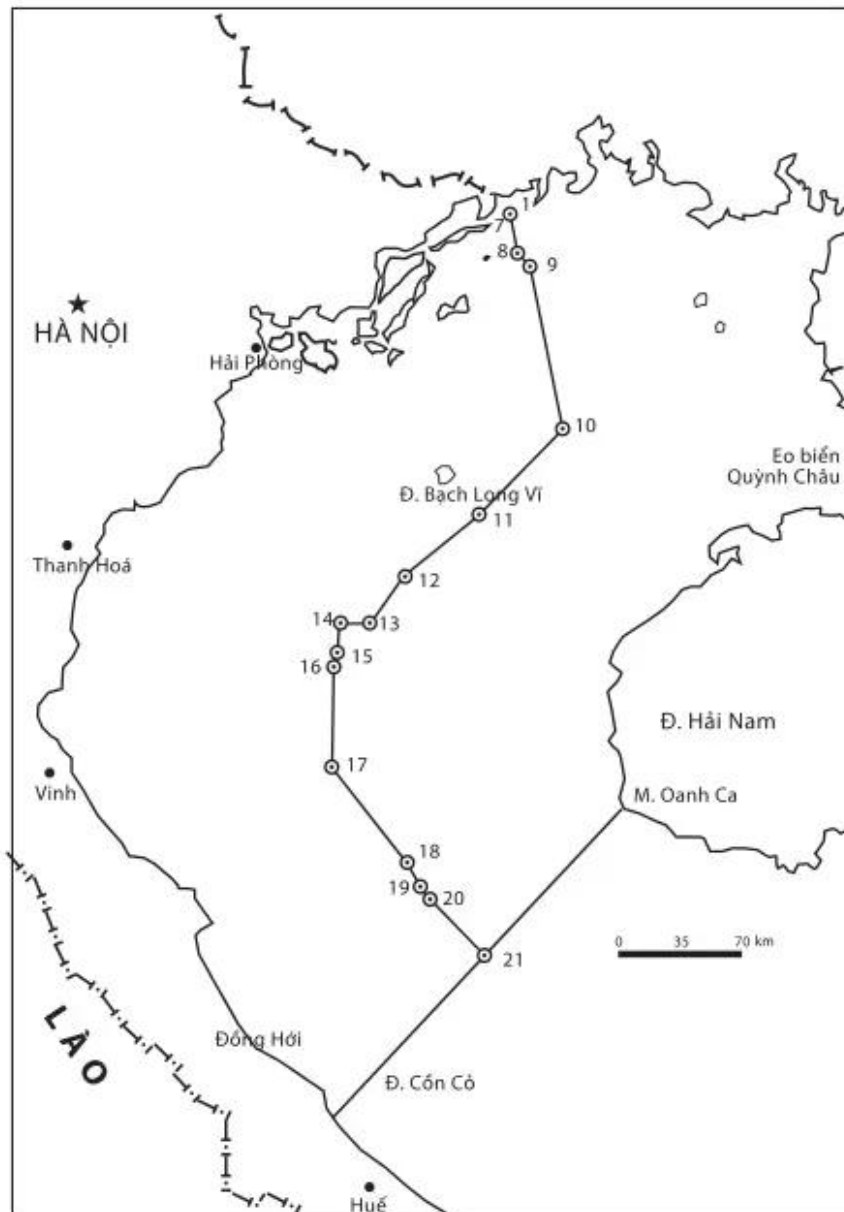 1
7
8
9
HÀ NỘI
Hải Phòng
10
Eo biển
Quỳnh Châu
Đ. Bạch Long Vĩ
11
Thanh Hoá
12
14
13
15
16
Đ. Hải Nam
17
Vinh
M. Oanh Ca
18
19
20
0 35 70 km
21
LÀO
Đồng Hới
Đ. Cồn Cỏ
Huế